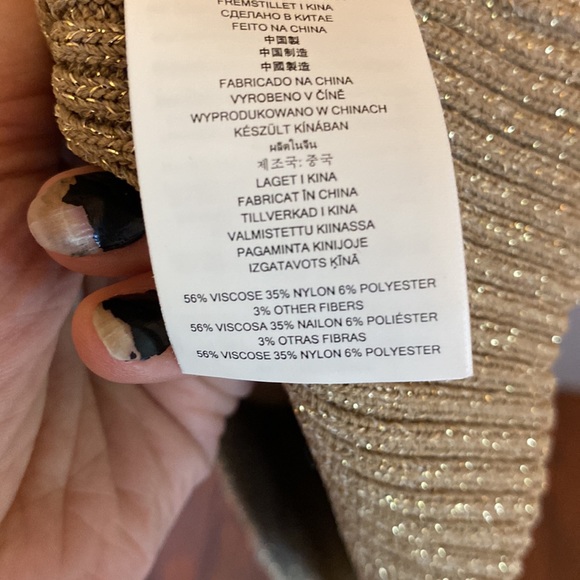 FREMSTILLET I KINA
СДЕЛАНО В КИТАЕ
FEITO NA CHINA
中国製
中国制造
中國製造
FABRICADO NA CHINA
VYROBENO V ČÍNĚ
WYPRODUKOWANO W CHINACH
KÉSZÜLT KÍNÁBAN
ผลิตในจีน
제조국: 중국
LAGET I KINA
FABRICAT ÎN CHINA
TILLVERKAD I KINA
VALMISTETTU KIINASSA
PAGAMINTA KINIJOJE
IZGATAVOTS ĶĪNĀ
56% VISCOSE 35% NYLON 6% POLYESTER
3% OTHER FIBERS
56% VISCOSA 35% NAILON 6% POLIÉSTER
3% OTRAS FIBRAS
56% VISCOSE 35% NYLON 6% POLYESTER